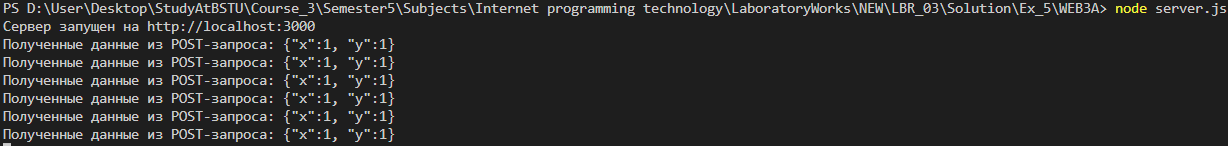 PS D:\User\Desktop\StudyAtBSTU\Course_3\Semester5\Subjects\Internet programming technology\LaboratoryWorks\NEW\LBR_03\Solution\Ex_5\WEB3A> node server.js
Сервер запущен на http://localhost:3000
Полученные данные из POST-запроса: {"x":1, "y":1}
Полученные данные из POST-запроса: {"x":1, "y":1}
Полученные данные из POST-запроса: {"x":1, "y":1}
Полученные данные из POST-запроса: {"x":1, "y":1}
Полученные данные из POST-запроса: {"x":1, "y":1}
Полученные данные из POST-запроса: {"x":1, "y":1}